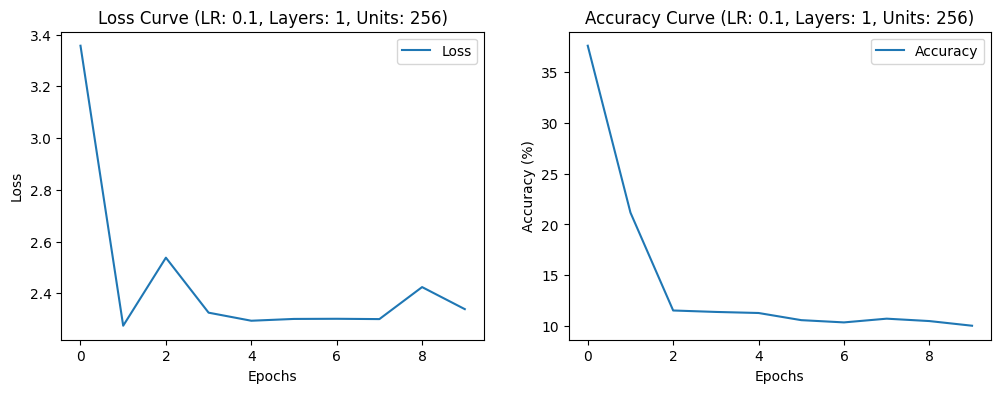 Loss Curve (LR: 0.1, Layers: 1, Units: 256)
Loss
3.4
3.2
3.0
2.8
2.6
2.4
Loss
0
2
4
6
8
Epochs
Accuracy Curve (LR: 0.1, Layers: 1, Units: 256)
Accuracy
35
30
25
20
15
10
Accuracy (%)
0
2
4
6
8
Epochs